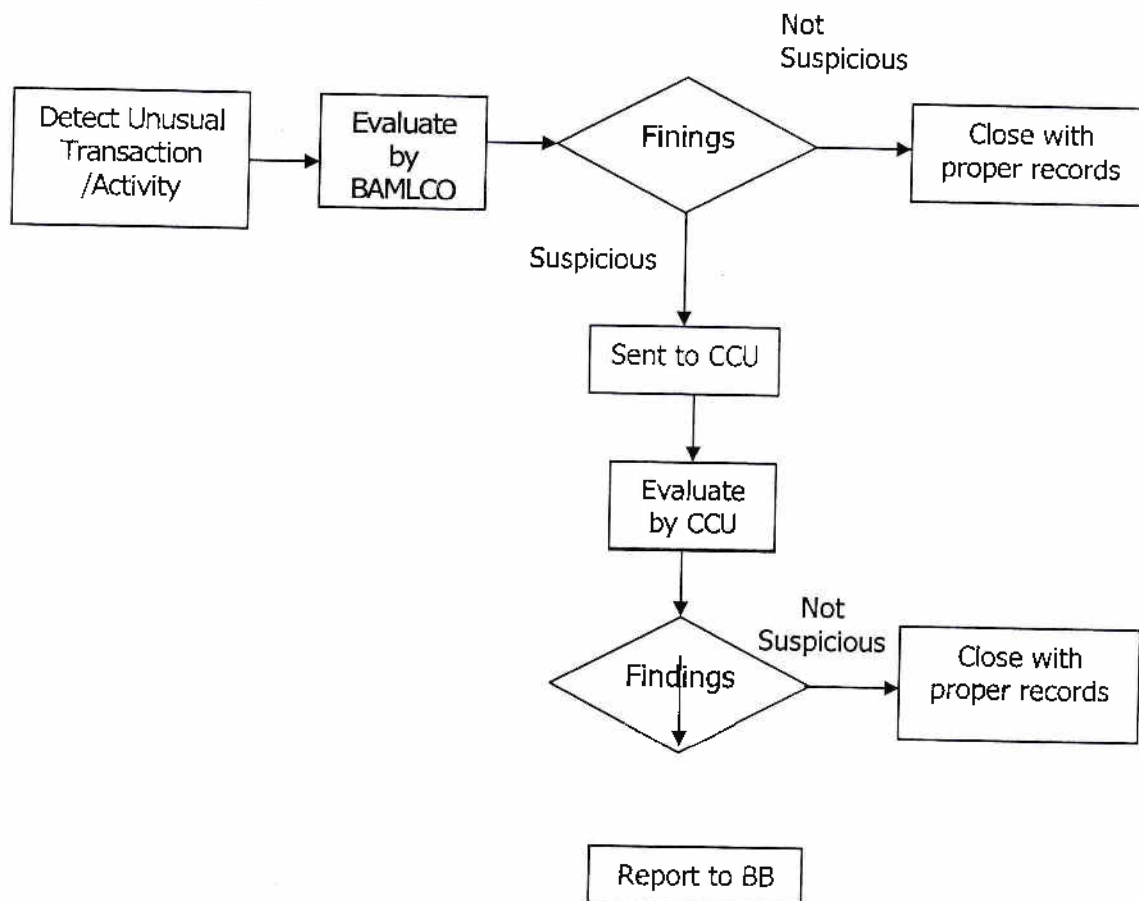 Not
Suspicious
Detect Unusual
Transaction
/Activity
Evaluate
by
BAMLCO
Finings
Close with
proper records
Suspicious
Sent to CCU
Evaluate
by CCU
Not
Suspicious
Findings
Close with
proper records
Report to BB